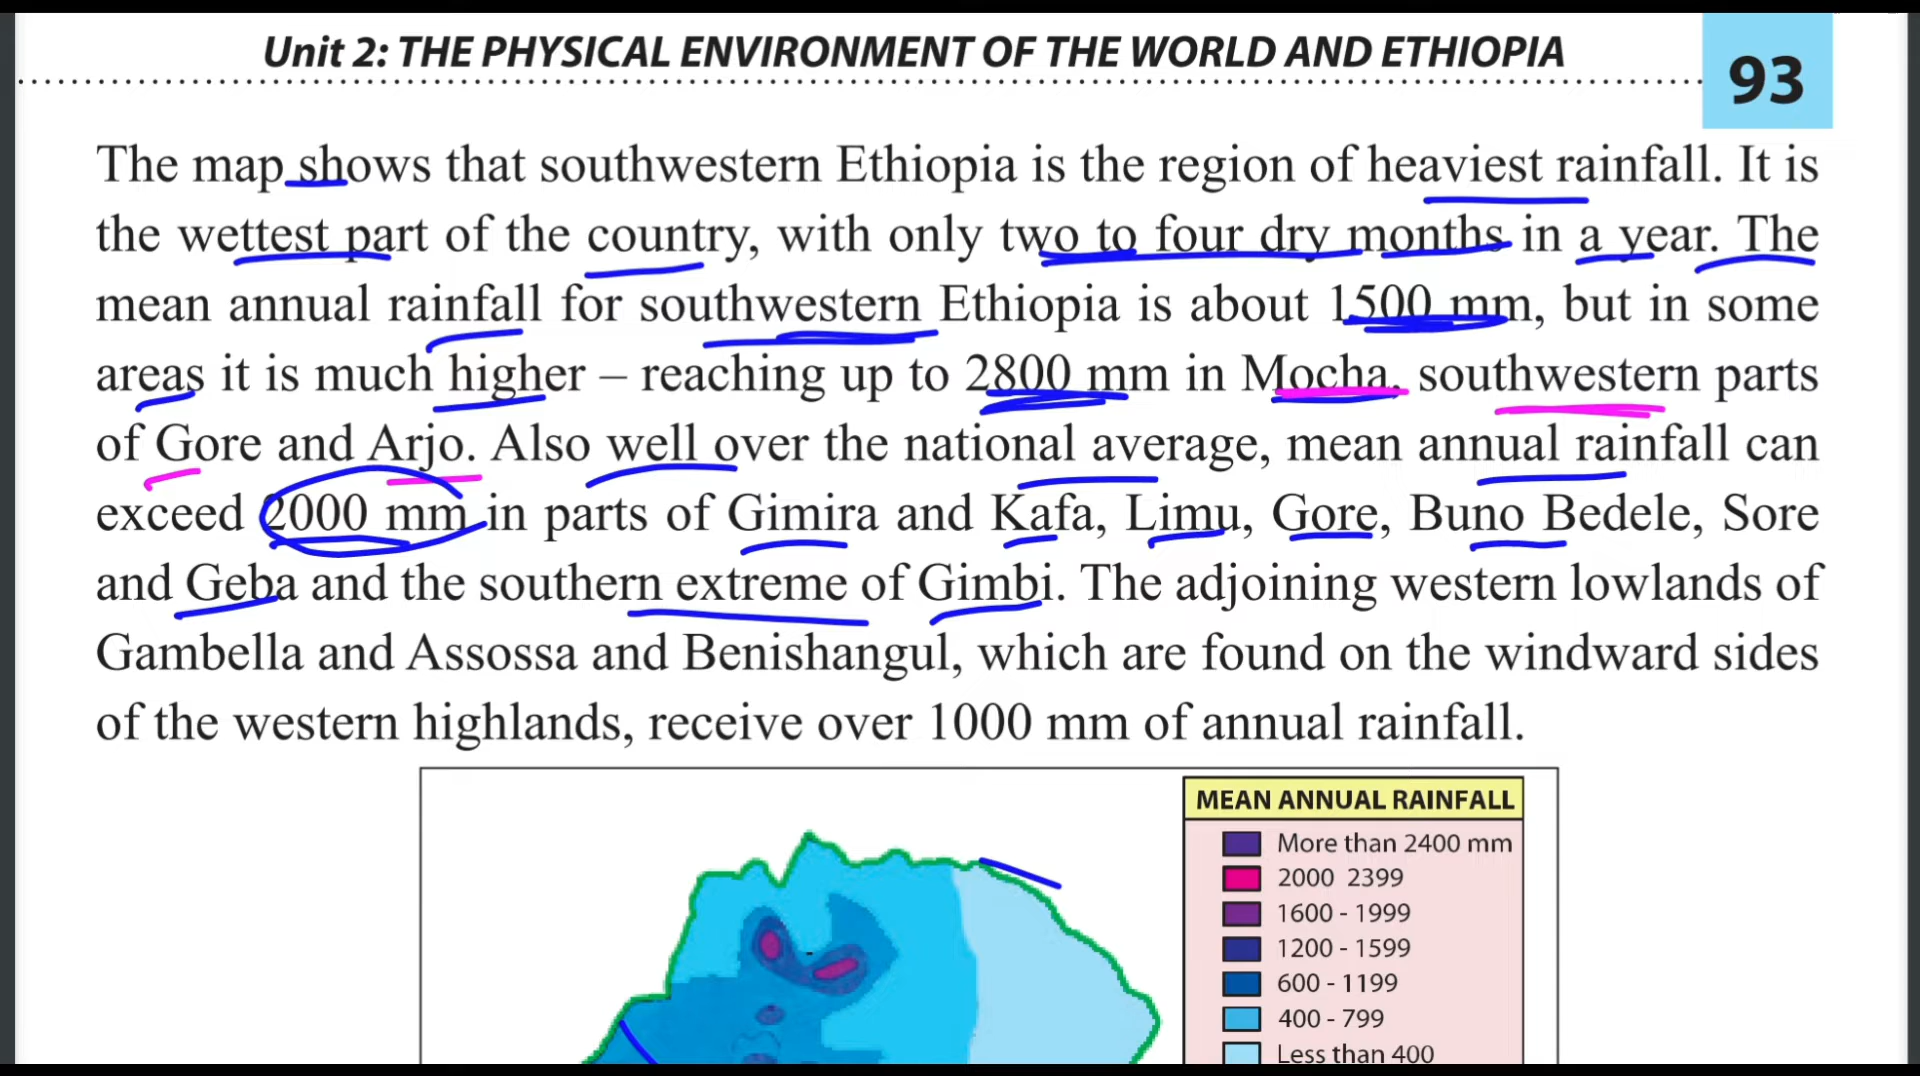 Unit 2: THE PHYSICAL ENVIRONMENT OF THE WORLD AND ETHIOPIA
93
The map shows that southwestern Ethiopia is the region of heaviest rainfall. It is
the wettest part of the country, with only two to four dry months in a year. The
mean annual rainfall for southwestern Ethiopia is about 1500 mm, but in some
areas it is much higher – reaching up to 2800 mm in Mocha, southwestern parts
of Gore and Arjo. Also well over the national average, mean annual rainfall can
exceed 2000 mm in parts of Gimira and Kafa, Limu, Gore, Buno Bedele, Sore
and Geba and the southern extreme of Gimbi. The adjoining western lowlands of
Gambella and Assossa and Benishangul, which are found on the windward sides
of the western highlands, receive over 1000 mm of annual rainfall.
MEAN ANNUAL RAINFALL
More than 2400 mm
2000 2399
1600 - 1999
1200 - 1599
600 - 1199
400 - 799
Less than 400